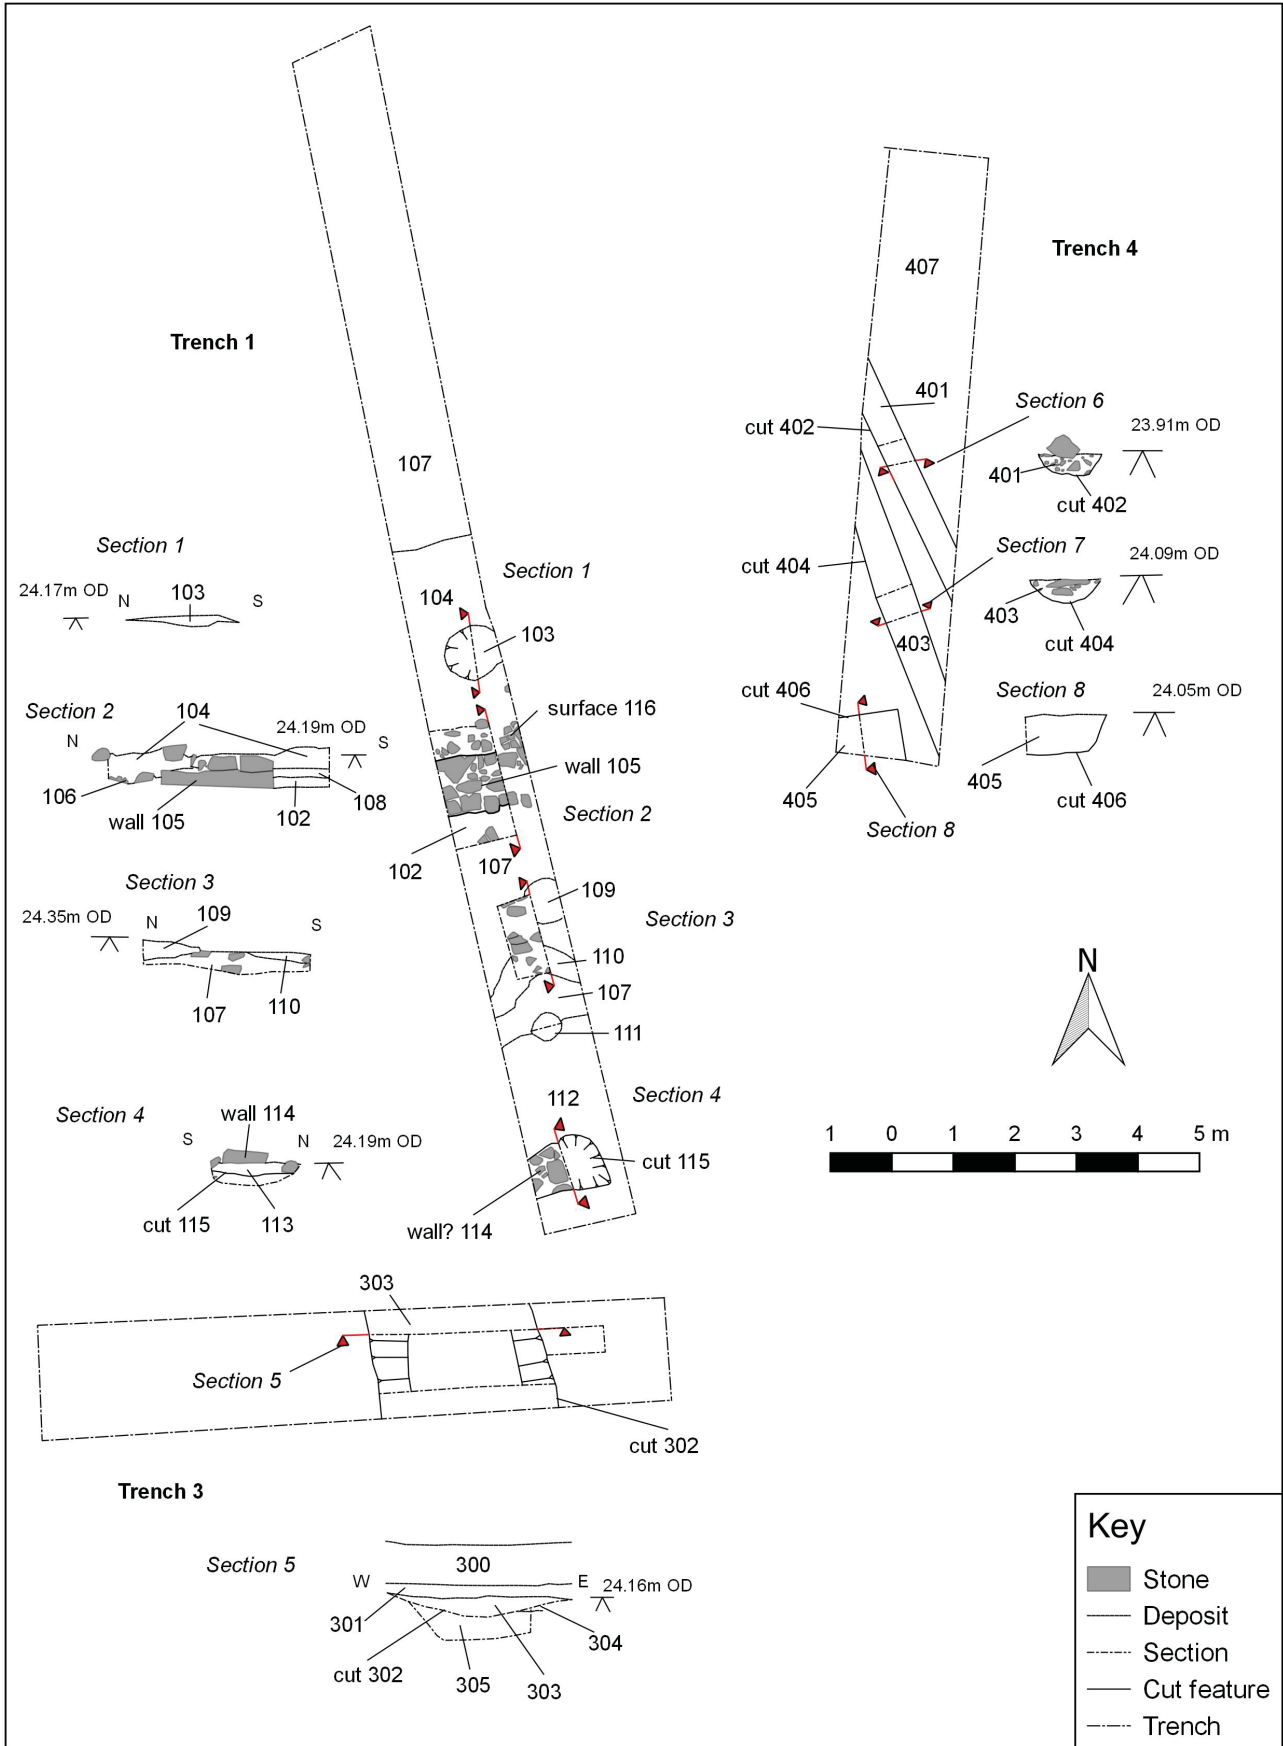 Trench 1
107
Section 1
104
103
surface 116
wall 105
Section 2
102
107
109
Section 3
110
107
111
112
Section 4
cut 115
wall? 114
Section 1
24.17m OD
N
103
S
Section 2
104
24.19m OD
N
S
106
wall 105
102
108
Section 3
24.35m OD
N
109
S
107
110
Section 4
wall 114
S
N
24.19m OD
cut 115
113
Trench 4
407
401
cut 402
Section 6
23.91m OD
401
cut 402
cut 404
Section 7
24.09m OD
403
403
cut 404
cut 406
Section 8
24.05m OD
405
405
cut 406
Section 8
N
1 0 1 2 3 4 5 m
303
Section 5
cut 302
Trench 3
Section 5
300
W
E
24.16m OD
301
304
cut 302
305
303
Key
Stone
Deposit
Section
Cut feature
Trench